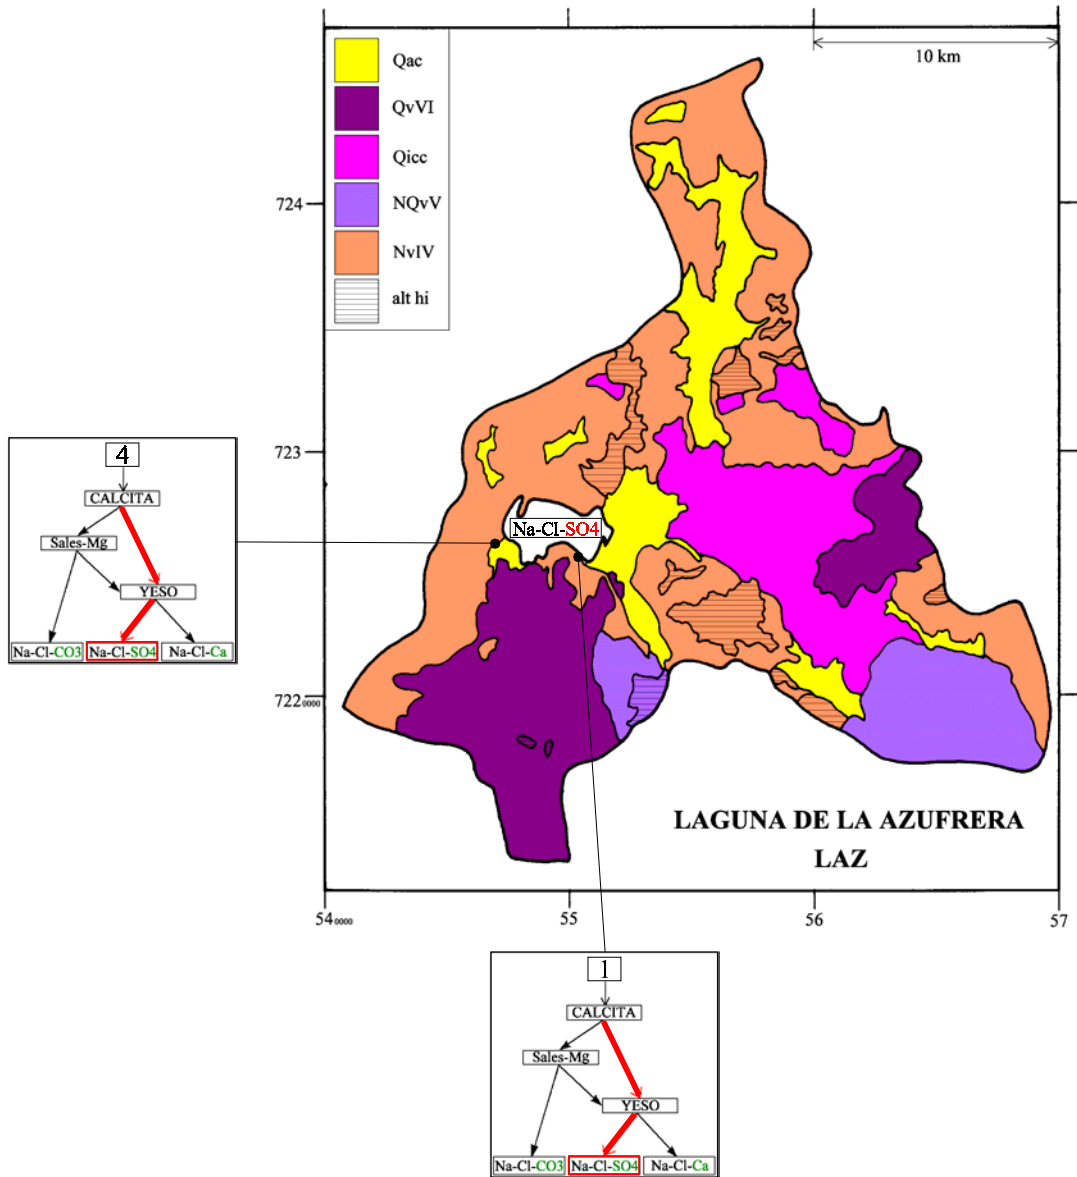 Qac
QvVI
Qicc
NQvV
NvIV
alt hi
10 km
724
723
722 0000
54 0000
55
56
57
Na-Cl-SO4
LAGUNA DE LA AZUFRERA
LAZ
4
CALCITA
Sales-Mg
YESO
Na-Cl-CO3 Na-Cl-SO4 Na-Cl-Ca
1
CALCITA
Sales-Mg
YESO
Na-Cl-CO3 Na-Cl-SO4 Na-Cl-Ca